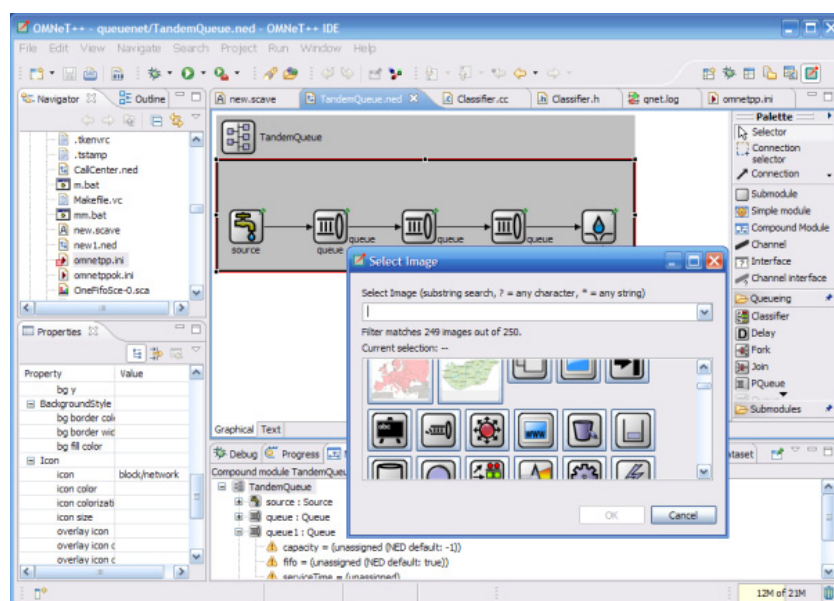 OMNeT++ - queuenet/TandemQueue.ned - OMNeT++ IDE
File Edit View Navigate Search Project Run Window Help
Navigator Outline
.tkenvrc
.tstamp
CallCenter.ned
m.bat
Makefile.vc
mm.bat
new.scave
new1.ned
omnetpp.ini
omnetppok.ini
OneFifoSce-0.sca
new.scave TandemQueue.ned Classifier.cc Classifier.h qnet.log omnetpp.ini
TandemQueue
source
queue
queue
queue
queue
Graphical Text
Palette
Selector
Connection selector
Connection
Submodule
Simple module
Compound Module
Channel
Interface
Channel interface
Queueing
Classifier
Delay
Fork
Join
PQueue
Submodules
Select Image
Select Image (substring search, ? = any character, * = any string)
Filter matches 249 images out of 250.
Current selection: --
abc
www
OK Cancel
Properties
Property Value
bg y
BackgroundStyle
bg border col
bg border wid
bg fill color
Icon
icon block/network
icon color
icon colorizati
icon size
overlay icon
overlay icon c
overlay icon
Debug Progress
Compound module TandemQueu
TandemQueue
source : Source
queue : Queue
queue1 : Queue
capacity = (unassigned (NED default: -1))
fifo = (unassigned (NED default: true))
serviceTime = (unassigned)
ataset
12M of 21M